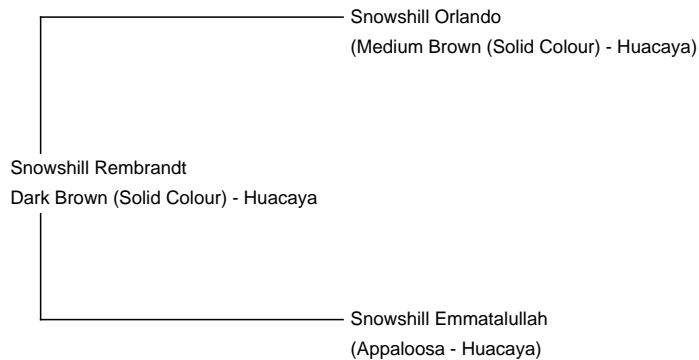 Snowshill Orlando
(Medium Brown (Solid Colour) - Huacaya)
Snowshill Rembrandt
Dark Brown (Solid Colour) - Huacaya
Snowshill Emmatalullah
(Appaloosa - Huacaya)